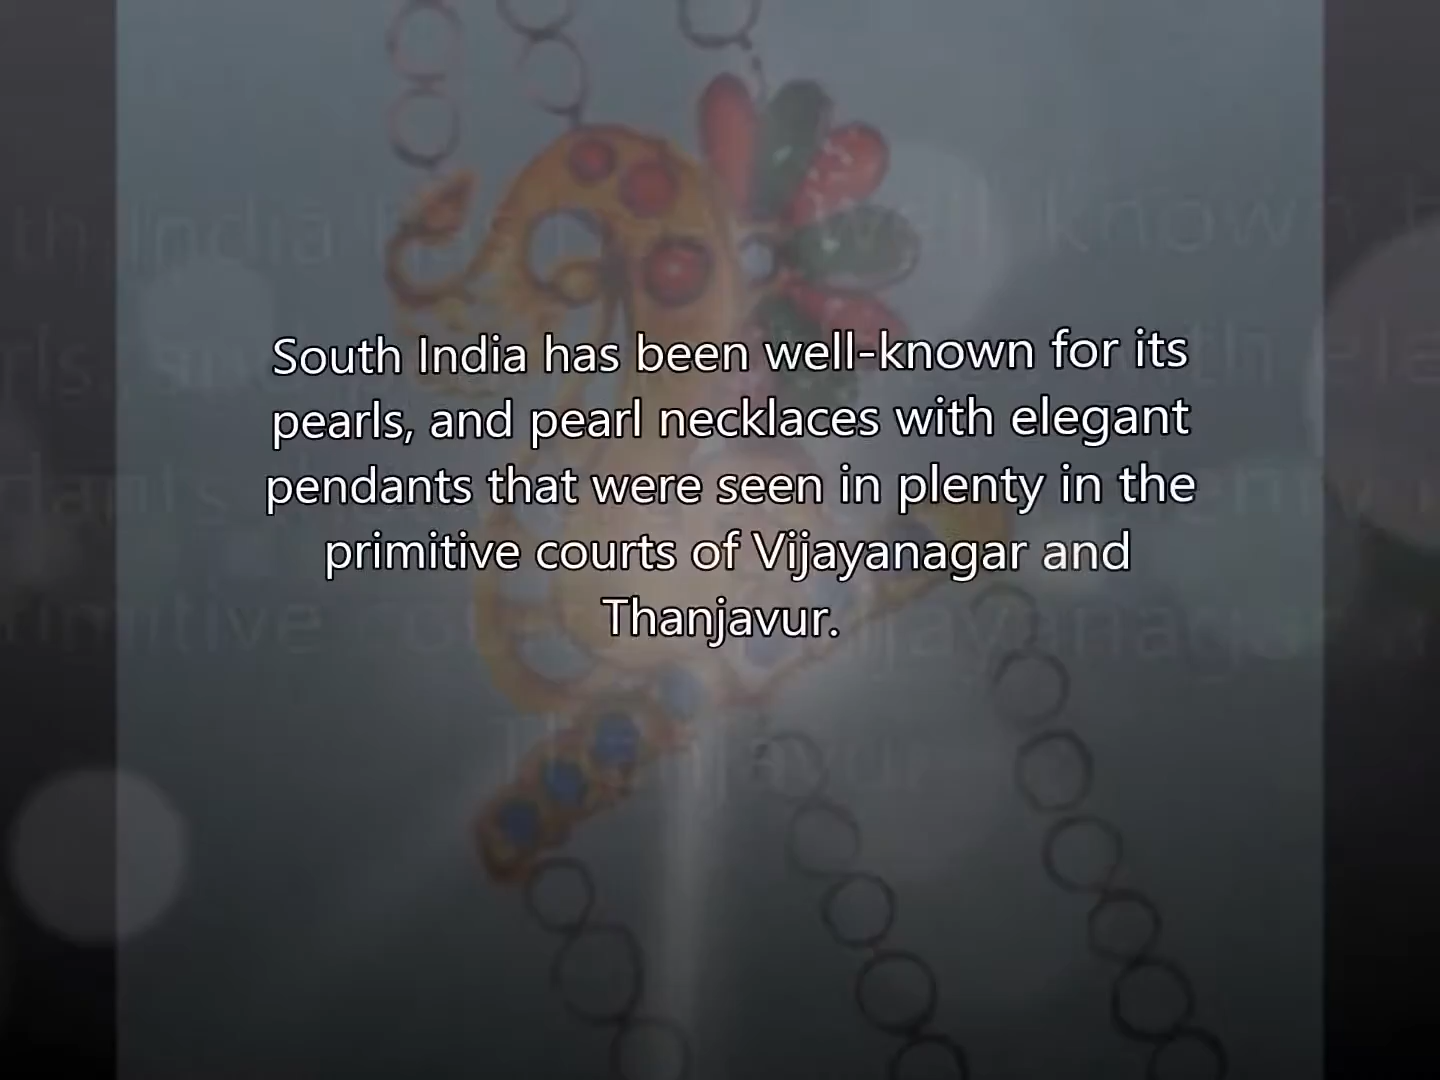 South India has been well-known for its
pearls, and pearl necklaces with elegant
pendants that were seen in plenty in the
primitive courts of Vijayanagar and
Thanjavur.